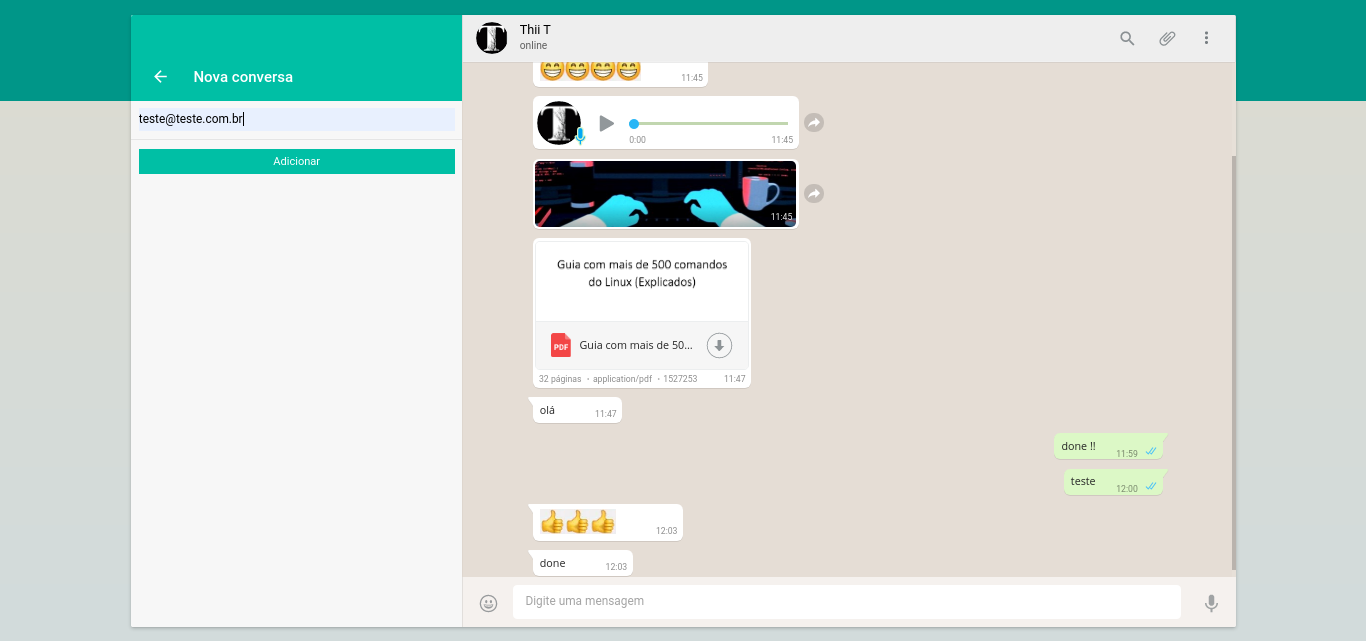 Nova conversa
teste@teste.com.br
Adicionar
Thii T
online
11:45
0:00
11:45
11:45
Guia com mais de 500 comandos
do Linux (Explicados)
PDF
Guia com mais de 50...
32 páginas • application/pdf • 1527253 11:47
olá 11:47
done !! 11:59
teste 12:00
12:03
done 12:03
Digite uma mensagem